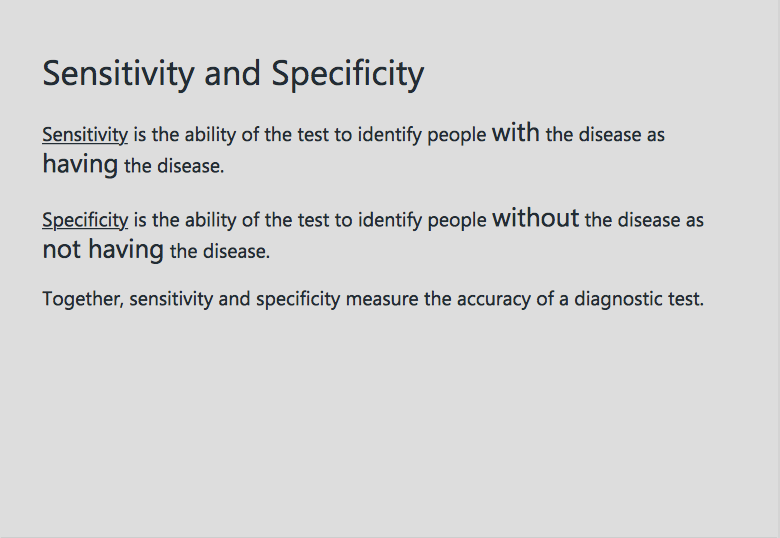 Sensitivity and Specificity
Sensitivity is the ability of the test to identify people with the disease as
having the disease.
Specificity is the ability of the test to identify people without the disease as
not having the disease.
Together, sensitivity and specificity measure the accuracy of a diagnostic test.